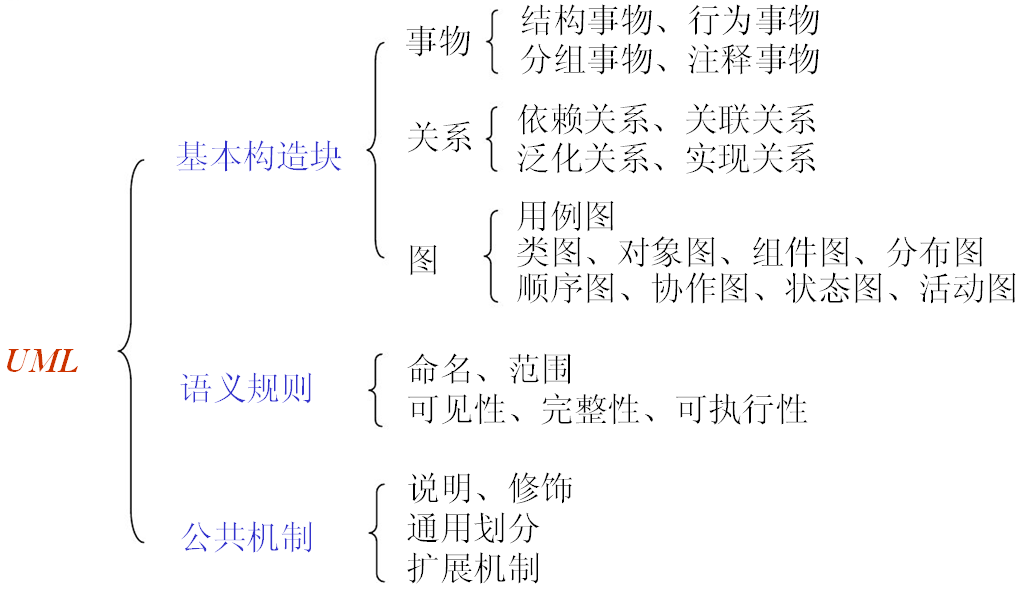 UML
基本构造块
事物
结构事物、行为事物
分组事物、注释事物
关系
依赖关系、关联关系
泛化关系、实现关系
图
用例图
类图、对象图、组件图、分布图
顺序图、协作图、状态图、活动图
语义规则
命名、范围
可见性、完整性、可执行性
公共机制
说明、修饰
通用划分
扩展机制